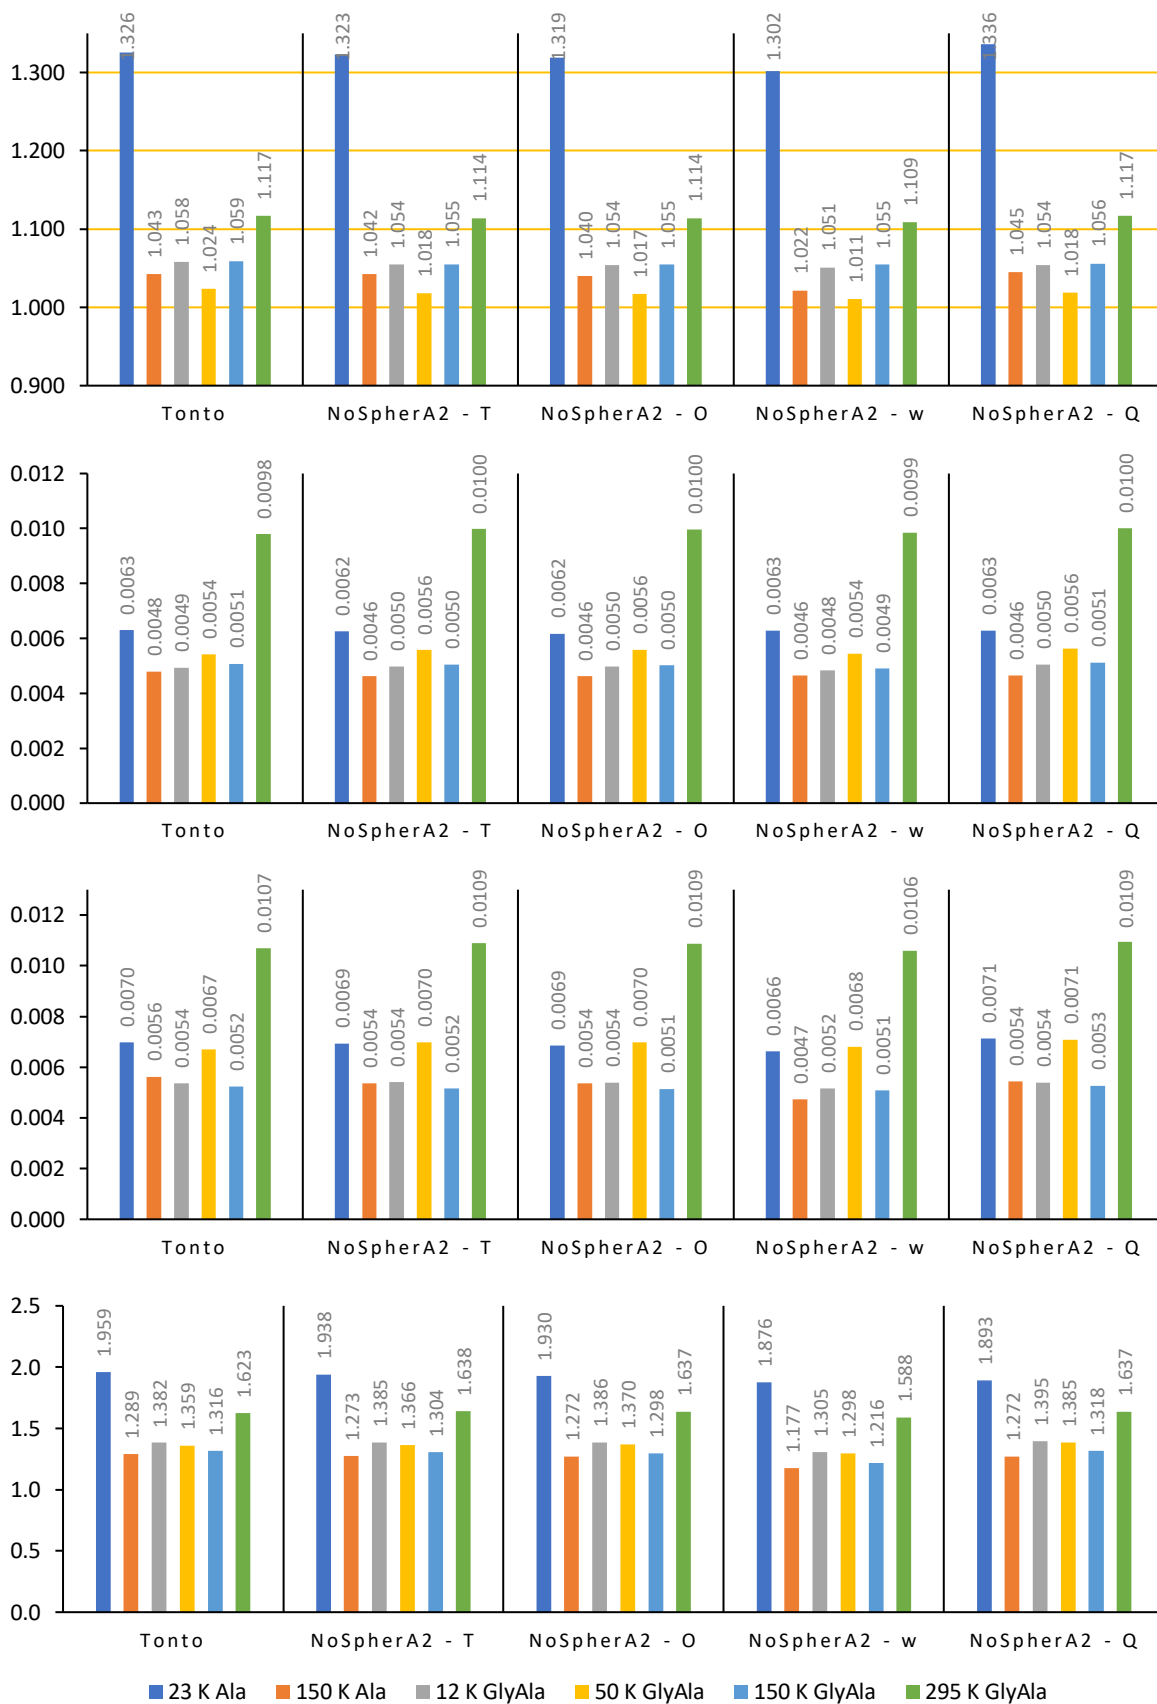 1.326 1.043 1.058 1.024 1.059 1.117 1.323 1.042 1.054 1.018 1.055 1.114 1.319 1.040 1.054 1.017 1.055 1.114 1.302 1.022 1.051 1.011 1.055 1.109 1.336 1.045 1.054 1.018 1.056 1.117
1.300
1.200
1.100
1.000
0.900
Tonto NoSpherA2 - T NoSpherA2 - O NoSpherA2 - w NoSpherA2 - Q
0.0063 0.0048 0.0049 0.0054 0.0051 0.0098 0.0062 0.0046 0.0050 0.0056 0.0050 0.0100 0.0062 0.0046 0.0050 0.0056 0.0050 0.0100 0.0063 0.0046 0.0048 0.0054 0.0049 0.0099 0.0063 0.0046 0.0050 0.0056 0.0051 0.0100
0.012
0.010
0.008
0.006
0.004
0.002
0.000
Tonto NoSpherA2 - T NoSpherA2 - O NoSpherA2 - w NoSpherA2 - Q
0.0070 0.0056 0.0054 0.0067 0.0052 0.0107 0.0069 0.0054 0.0054 0.0070 0.0052 0.0109 0.0069 0.0054 0.0054 0.0070 0.0051 0.0109 0.0066 0.0047 0.0052 0.0068 0.0051 0.0106 0.0071 0.0054 0.0054 0.0071 0.0053 0.0109
0.012
0.010
0.008
0.006
0.004
0.002
0.000
Tonto NoSpherA2 - T NoSpherA2 - O NoSpherA2 - w NoSpherA2 - Q
1.959 1.289 1.382 1.359 1.316 1.623 1.938 1.273 1.385 1.366 1.304 1.638 1.930 1.272 1.386 1.370 1.298 1.637 1.876 1.177 1.305 1.298 1.216 1.588 1.893 1.272 1.395 1.385 1.318 1.637
2.5
2.0
1.5
1.0
0.5
0.0
Tonto NoSpherA2 - T NoSpherA2 - O NoSpherA2 - w NoSpherA2 - Q
23 K Ala 150 K Ala 12 K GlyAla 50 K GlyAla 150 K GlyAla 295 K GlyAla